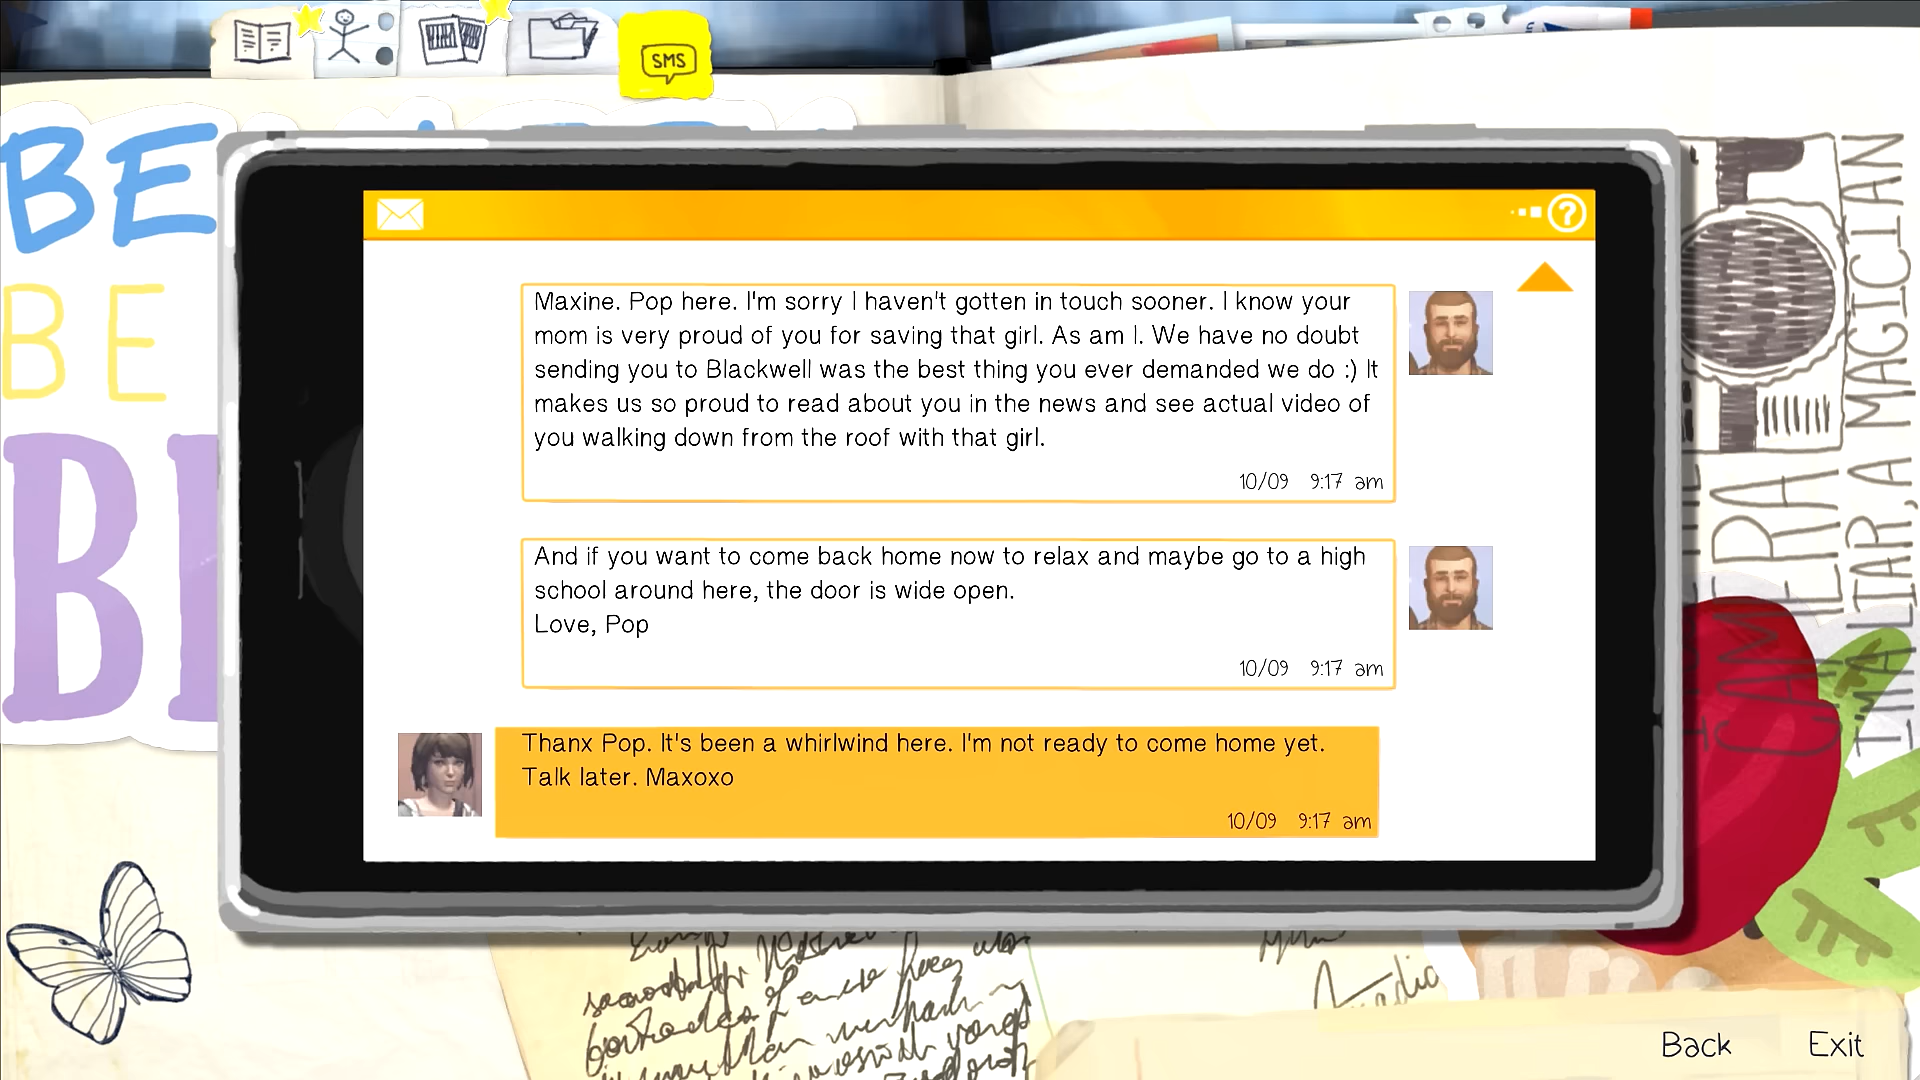 SMS
BE
BE
?
Maxine. Pop here. I'm sorry I haven't gotten in touch sooner. I know your
mom is very proud of you for saving that girl. As am I. We have no doubt
sending you to Blackwell was the best thing you ever demanded we do :) It
makes us so proud to read about you in the news and see actual video of
you walking down from the roof with that girl.
10/09 9:17 am
And if you want to come back home now to relax and maybe go to a high
school around here, the door is wide open.
Love, Pop
10/09 9:17 am
Thanx Pop. It's been a whirlwind here. I'm not ready to come home yet.
Talk later. Maxoxo
10/09 9:17 am
I'M A LIAR, A MAGICIAN
Back
Exit